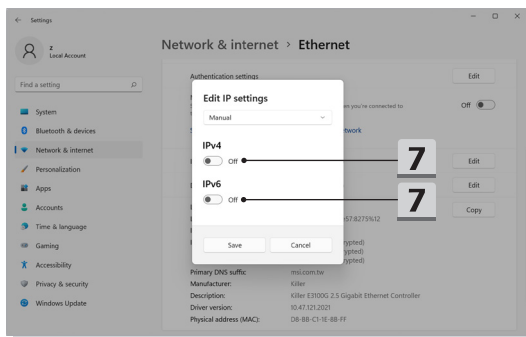 ← Settings
Z
Local Account
Find a setting
System
Bluetooth & devices
Network & internet
Personalization
Apps
Accounts
Time & language
Gaming
Accessibility
Privacy & security
Windows Update
Network & internet > Ethernet
Authentication settings
Edit
en you're connected to
Off
etwork
Edit
Edit
Copy
Edit IP settings
Manual
IPv4
Off
7
IPv6
Off
7
Save
Cancel
e57:8275%12
rypted)
ypted)
rypted)
Primary DNS suffix: msi.com.tw
Manufacturer: Killer
Description: Killer E3100G 2.5 Gigabit Ethernet Controller
Driver version: 10.47.121.2021
Physical address (MAC): D8-BB-C1-1E-8B-FF